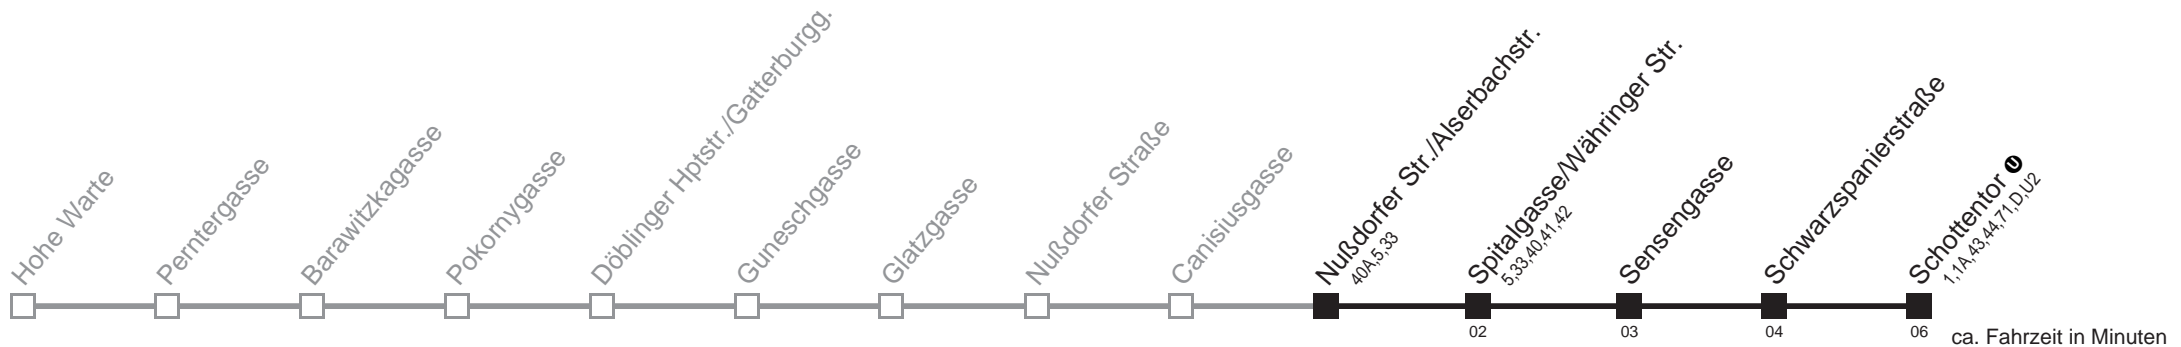 Hohe Warte
Perntergasse
Barawitzkagasse
Pokornygasse
Döblinger Hptstr./Gatterburgg.
Guneschgasse
Glatzgasse
Nußdorfer Straße
Canisiusgasse
Nußdorfer Str./Alserbachstr.
40A,5,33
Spitalgasse/Währinger Str.
5,33,40,41,42
Sensengasse
Schwarzspanierstraße
Schottentor U
1,1A,43,44,71,D,U2
02
03
04
06
ca. Fahrzeit in Minuten